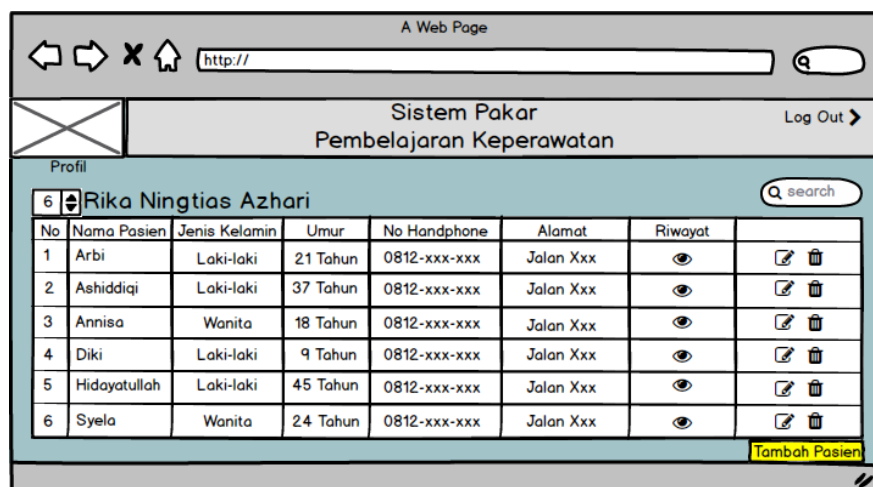 A Web Page
http://
Sistem Pakar
Pembelajaran Keperawatan
Log Out
Profil
6 Rika Ningtias Azhari
search
No Nama Pasien Jenis Kelamin Umur No Handphone Alamat Riwayat
1 Arbi Laki-laki 21 Tahun 0812-xxx-xxx Jalan Xxx
2 Ashiddiqi Laki-laki 37 Tahun 0812-xxx-xxx Jalan Xxx
3 Annisa Wanita 18 Tahun 0812-xxx-xxx Jalan Xxx
4 Diki Laki-laki 9 Tahun 0812-xxx-xxx Jalan Xxx
5 Hidayatullah Laki-laki 45 Tahun 0812-xxx-xxx Jalan Xxx
6 Syela Wanita 24 Tahun 0812-xxx-xxx Jalan Xxx
Tambah Pasien